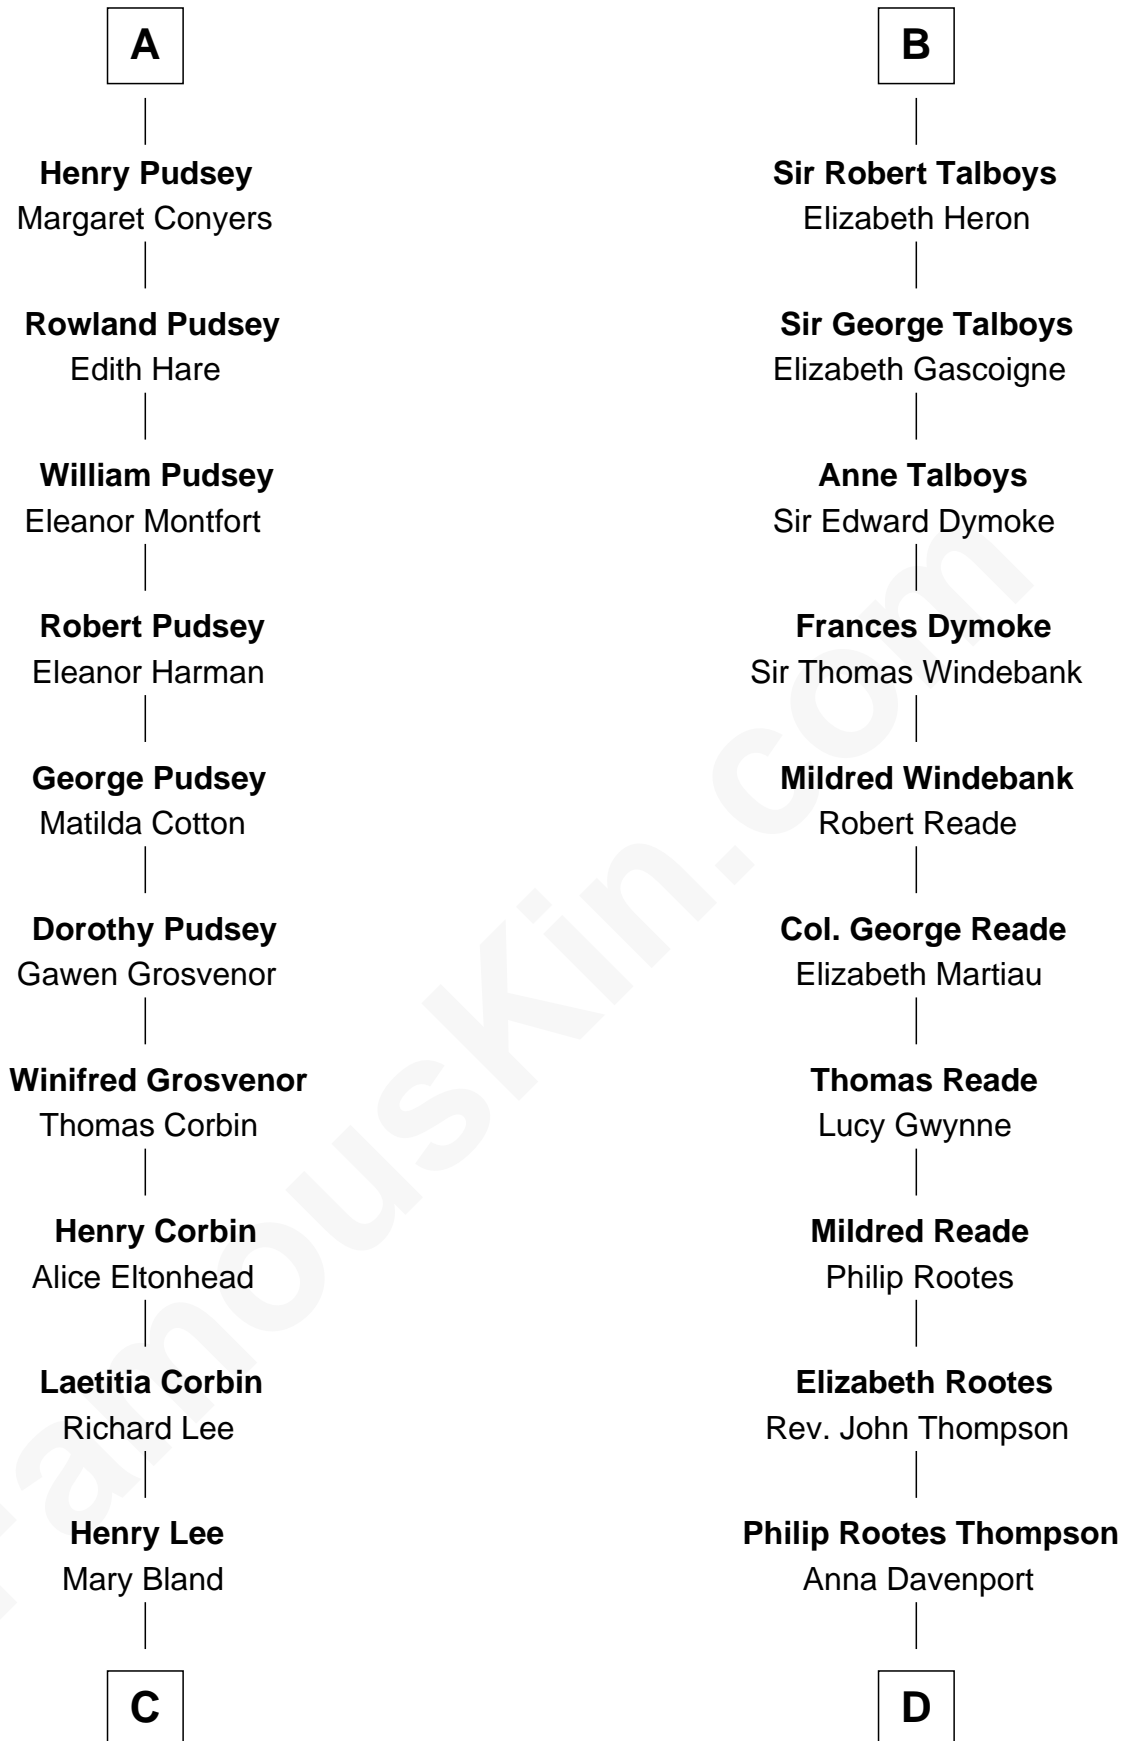 A
Henry Pudsey
Margaret Conyers
Rowland Pudsey
Edith Hare
William Pudsey
Eleanor Montfort
Robert Pudsey
Eleanor Harman
George Pudsey
Matilda Cotton
Dorothy Pudsey
Gawen Grosvenor
Winifred Grosvenor
Thomas Corbin
Henry Corbin
Alice Eltonhead
Laetitia Corbin
Richard Lee
Henry Lee
Mary Bland
C
B
Sir Robert Talboys
Elizabeth Heron
Sir George Talboys
Elizabeth Gascoigne
Anne Talboys
Sir Edward Dymoke
Frances Dymoke
Sir Thomas Windebank
Mildred Windebank
Robert Reade
Col. George Reade
Elizabeth Martiau
Thomas Reade
Lucy Gwynne
Mildred Reade
Philip Rootes
Elizabeth Rootes
Rev. John Thompson
Philip Rootes Thompson
Anna Davenport
D
FamousKin.com